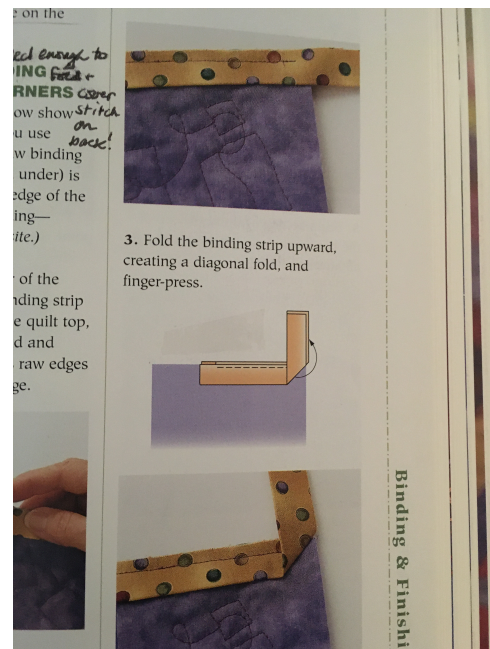 e on the
enough to
fold +
cover
stitch
on
back!
ING
RNERS
ow show
u use
w binding
under) is
edge of the
ing—
ite.)
of the
nding strip
e quilt top,
d and
raw edges
ge.
3. Fold the binding strip upward,
creating a diagonal fold, and
finger-press.
Binding & Finishi